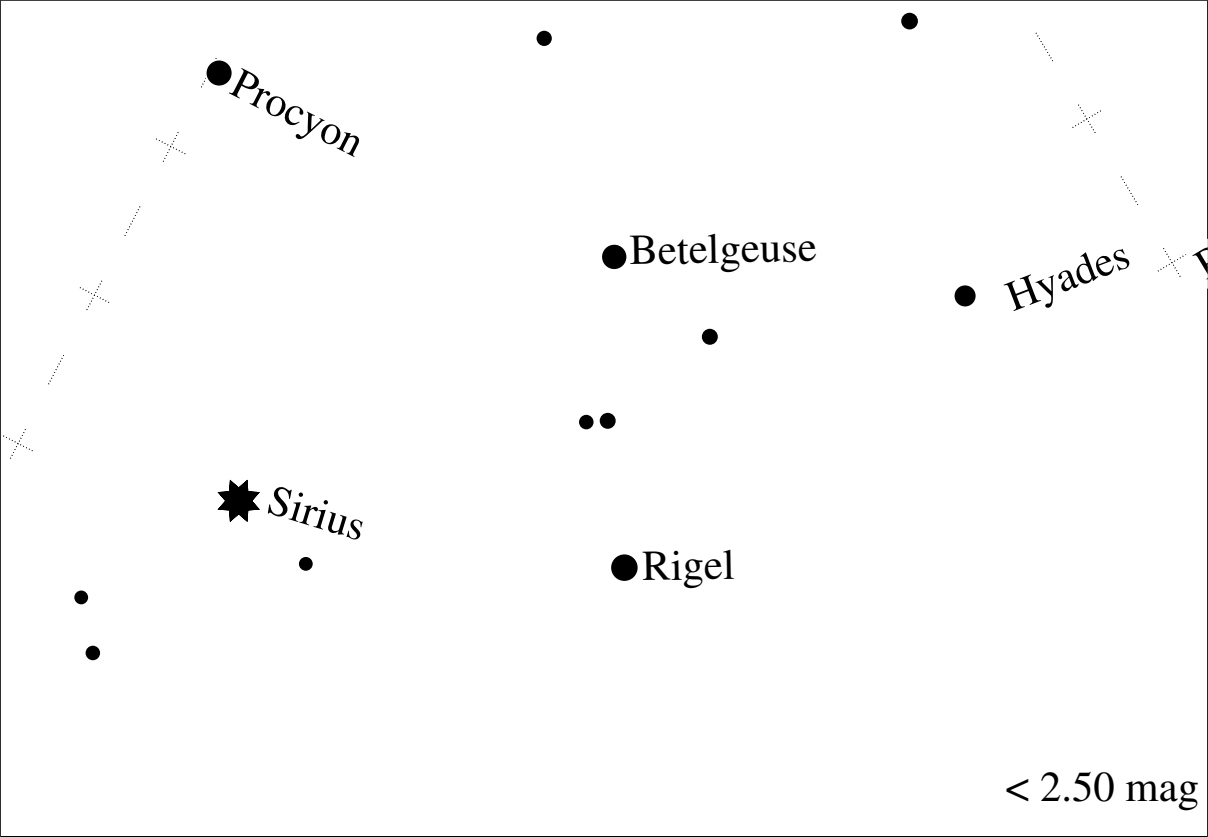 Procyon
Betelgeuse
Hyades
Sirius
Rigel
< 2.50 mag